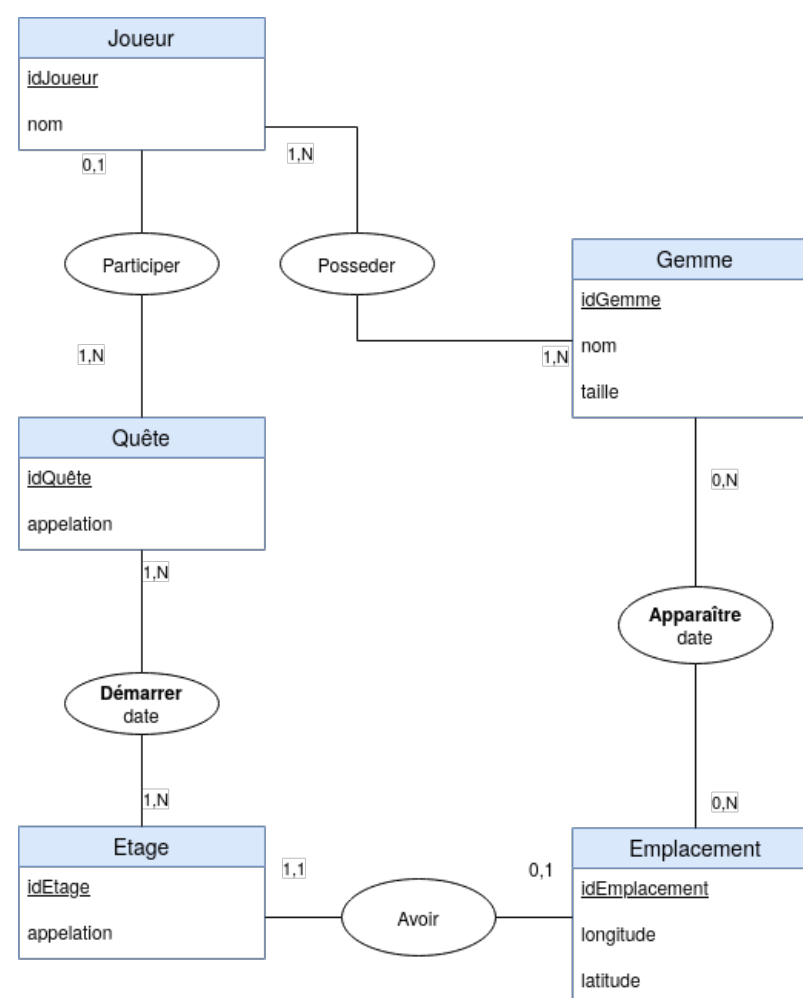 Joueur
idJoueur
nom
0,1
1,N
Participer
Posseder
Gemme
idGemme
nom
taille
1,N
1,N
Quête
idQuête
appelation
0,N
1,N
Apparaître
date
Démarrer
date
1,N
0,N
Etage
idEtage
appelation
1,1
0,1
Avoir
Emplacement
idEmplacement
longitude
latitude